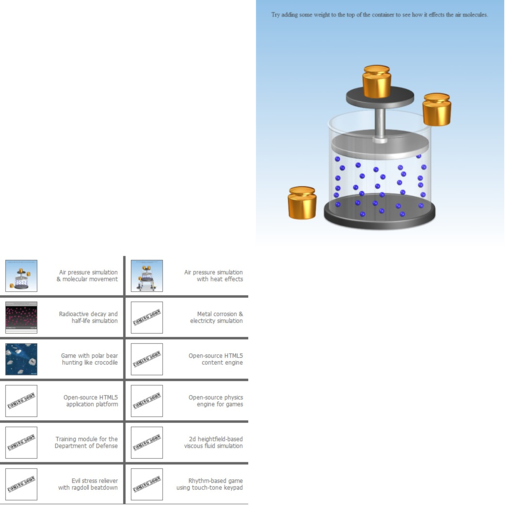 Try adding some weight to the top of the container to see how it effects the air molecules
Air pressure simulation
& molecular movement
Air pressure simulation
with heat effects
Radioactive decay and
half-life simulation
COMING SOON
Metal corrosion &
electricity simulation
Game with polar bear
hunting like crocodile
COMING SOON
Open-source HTML5
content engine
COMING SOON
Open-source HTML5
application platform
COMING SOON
Open-source physics
engine for games
COMING SOON
Training module for the
Department of Defense
COMING SOON
2d heightfield-based
viscous fluid simulation
COMING SOON
Evil stress reliever
with ragdoll beatdown
COMING SOON
Rhythm-based game
using touch-tone keypad